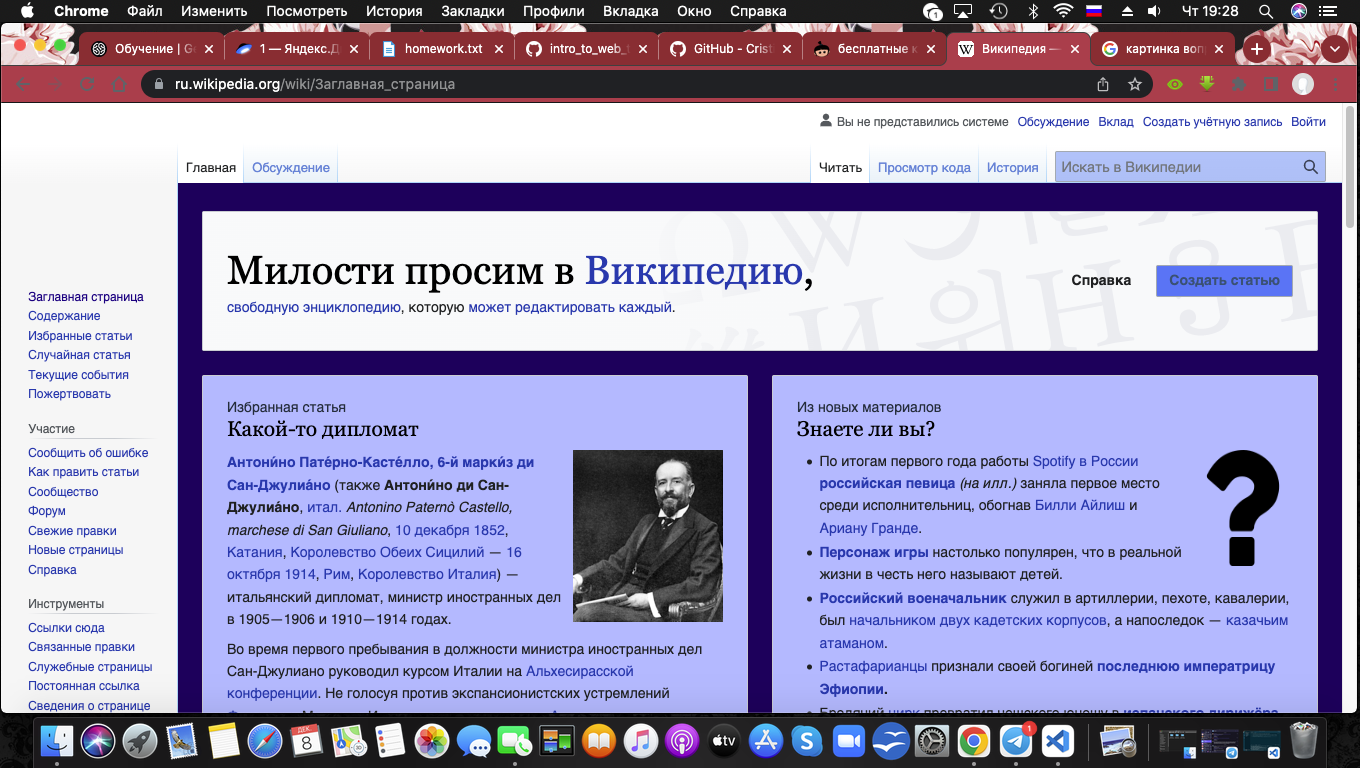 Chrome Файл Изменить Посмотреть История Закладки Профили Вкладка Окно Справка Чт 19:28
Обучение | G
1 — Яндекс.Д
homework.txt
intro_to_web_
GitHub - Crist
бесплатные к
Википедия —
картинка вопр
ru.wikipedia.org/wiki/Заглавная_страница
Вы не представились системе Обсуждение Вклад Создать учётную запись Войти
Главная Обсуждение Читать Просмотр кода История Искать в Википедии
Милости просим в Википедию,
свободную энциклопедию, которую может редактировать каждый.
Справка Создать статью
Заглавная страница
Содержание
Избранные статьи
Случайная статья
Текущие события
Пожертвовать
Участие
Сообщить об ошибке
Как править статьи
Сообщество
Форум
Свежие правки
Новые страницы
Справка
Инструменты
Ссылки сюда
Связанные правки
Служебные страницы
Постоянная ссылка
Сведения о странице
Избранная статья
Какой-то дипломат
Антони́но Пате́рно-Касте́лло, 6-й марки́з ди
Сан-Джулиа́но (также Антони́но ди Сан-
Джулиа́но, итал. Antonino Paternò Castello,
marchese di San Giuliano, 10 декабря 1852,
Катания, Королевство Обеих Сицилий — 16
октября 1914, Рим, Королевство Италия) —
итальянский дипломат, министр иностранных дел
в 1905—1906 и 1910—1914 годах.
Во время первого пребывания в должности министра иностранных дел
Сан-Джулиано руководил курсом Италии на Альхесирасской
конференции. Не голосуя против экспансионистских устремлений
Из новых материалов
Знаете ли вы?
По итогам первого года работы Spotify в России
российская певица (на илл.) заняла первое место
среди исполнительниц, обогнав Билли Айлиш и
Ариану Гранде.
Персонаж игры настолько популярен, что в реальной
жизни в честь него называют детей.
Российский военачальник служил в артиллерии, пехоте, кавалерии,
был начальником двух кадетских корпусов, а напоследок — казачьим
атаманом.
Растафарианцы признали своей богиней последнюю императрицу
Эфиопии.
ДЕК.
8
tv
1